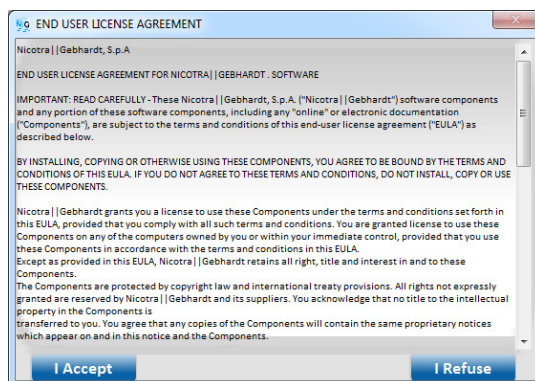 END USER LICENSE AGREEMENT
Nicotra||Gebhardt, S.p.A
END USER LICENSE AGREEMENT FOR NICOTRA||GEBHARDT . SOFTWARE
IMPORTANT: READ CAREFULLY - These Nicotra||Gebhardt, S.p.A. ("Nicotra||Gebhardt") software components
and any portion of these software components, including any "online" or electronic documentation
("Components"), are subject to the terms and conditions of this end-user license agreement ("EULA") as
described below.
BY INSTALLING, COPYING OR OTHERWISE USING THESE COMPONENTS, YOU AGREE TO BE BOUND BY THE TERMS AND
CONDITIONS OF THIS EULA. IF YOU DO NOT AGREE TO THESE TERMS AND CONDITIONS, DO NOT INSTALL, COPY OR USE
THESE COMPONENTS.
Nicotra||Gebhardt grants you a license to use these Components under the terms and conditions set forth in
this EULA, provided that you comply with all such terms and conditions. You are granted license to use these
Components on any of the computers owned by you or within your immediate control, provided that you use
these Components in accordance with the terms and conditions in this EULA.
Except as provided in this EULA, Nicotra||Gebhardt retains all right, title and interest in and to these
Components.
The Components are protected by copyright law and international treaty provisions. All rights not expressly
granted are reserved by Nicotra||Gebhardt and its suppliers. You acknowledge that no title to the intellectual
property in the Components is
transferred to you. You agree that any copies of the Components will contain the same proprietary notices
which appear on and in this notice and the Components.
I Accept
I Refuse